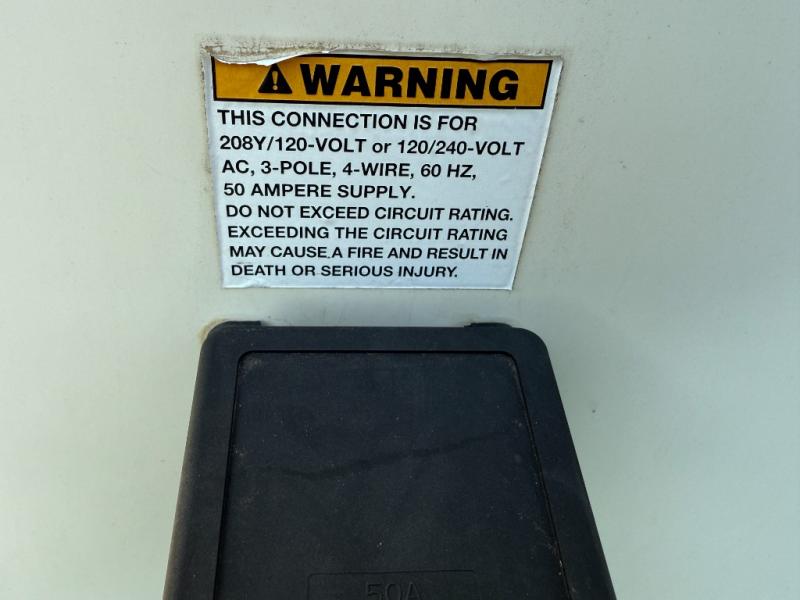 WARNING
THIS CONNECTION IS FOR
208Y/120-VOLT or 120/240-VOLT
AC, 3-POLE, 4-WIRE, 60 HZ,
50 AMPERE SUPPLY.
DO NOT EXCEED CIRCUIT RATING.
EXCEEDING THE CIRCUIT RATING
MAY CAUSE A FIRE AND RESULT IN
DEATH OR SERIOUS INJURY.
50A